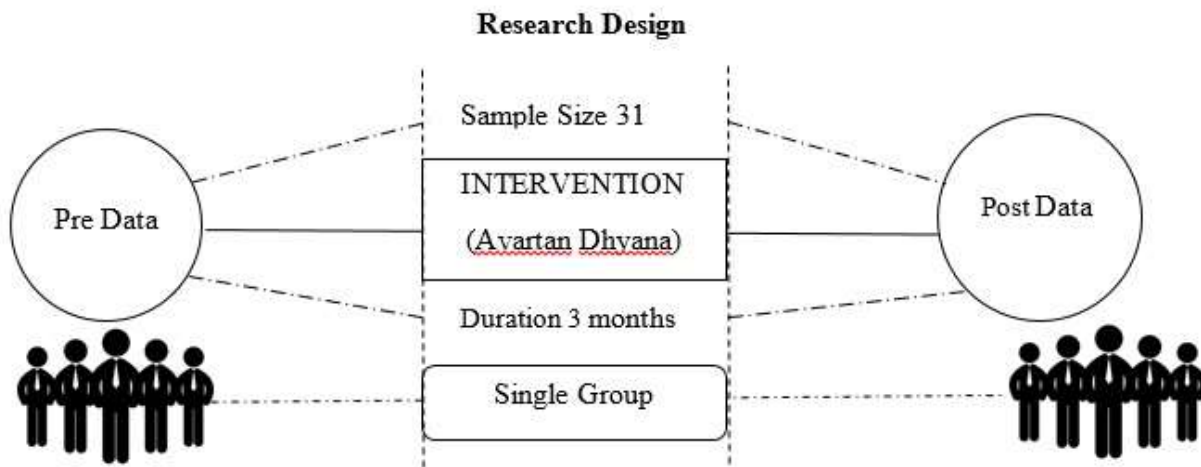 Research Design
Sample Size 31
Pre Data
INTERVENTION
(Avartan Dhyana)
Post Data
Duration 3 months
Single Group